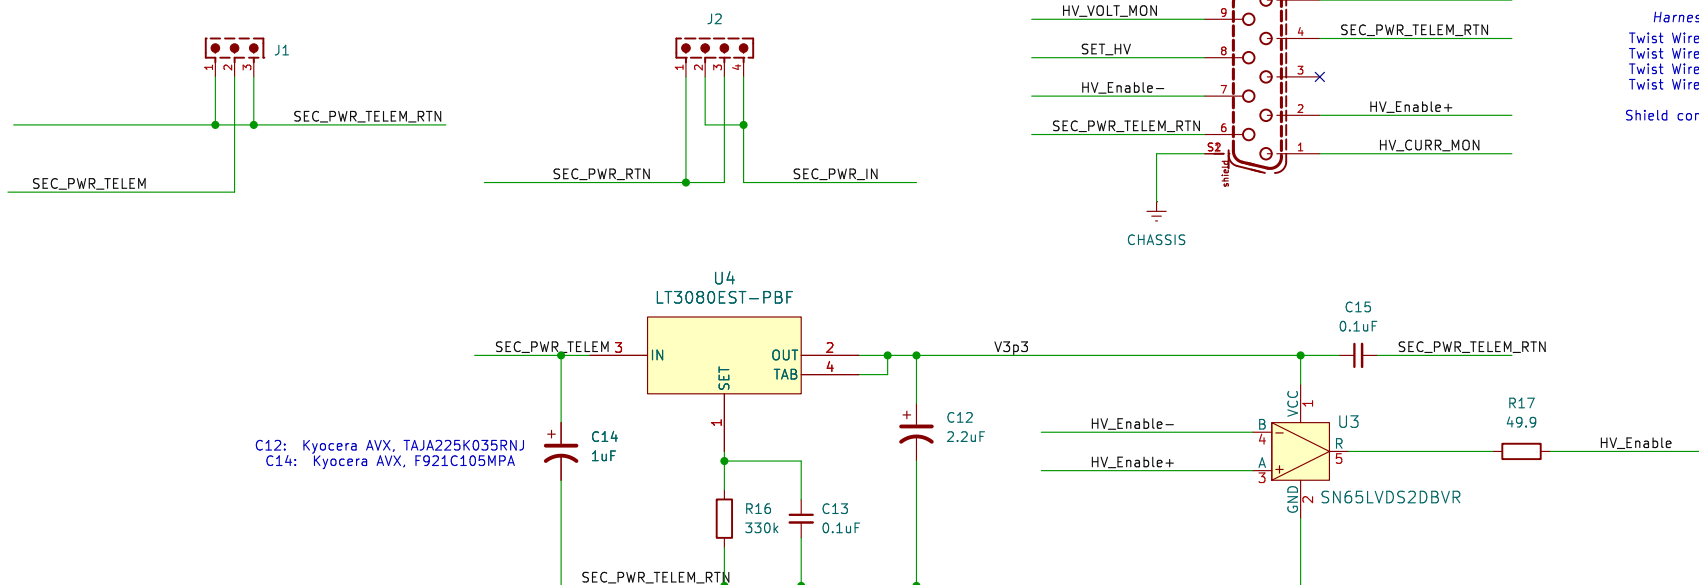 J1
1 2 3
SEC_PWR_TELEM_RTN
SEC_PWR_TELEM
J2
1 2 3 4
SEC_PWR_RTN
SEC_PWR_IN
HV_VOLT_MON 9
SET_HV 8
HV_Enable- 7
SEC_PWR_TELEM_RTN 6
4 SEC_PWR_TELEM_RTN
3
2 HV_Enable+
1 HV_CURR_MON
shield
CHASSIS
Harnes
Twist Wire
Twist Wire
Twist Wire
Twist Wire
Shield con
U4
LT3080EST-PBF
SEC_PWR_TELEM 3 IN
OUT 2
TAB 4
SET
1
V3p3
C12: Kyocera AVX, TAJA225K035RNJ
C14: Kyocera AVX, F921C105MPA
+
C14
1uF
R16
330k
C13
0.1uF
+
C12
2.2uF
SEC_PWR_TELEM_RTN
C15
0.1uF
SEC_PWR_TELEM_RTN
VCC
1
U3
HV_Enable- B
4
HV_Enable+ A
3
−
+
R
5
GND
2
SN65LVDS2DBVR
R17
49.9
HV_Enable